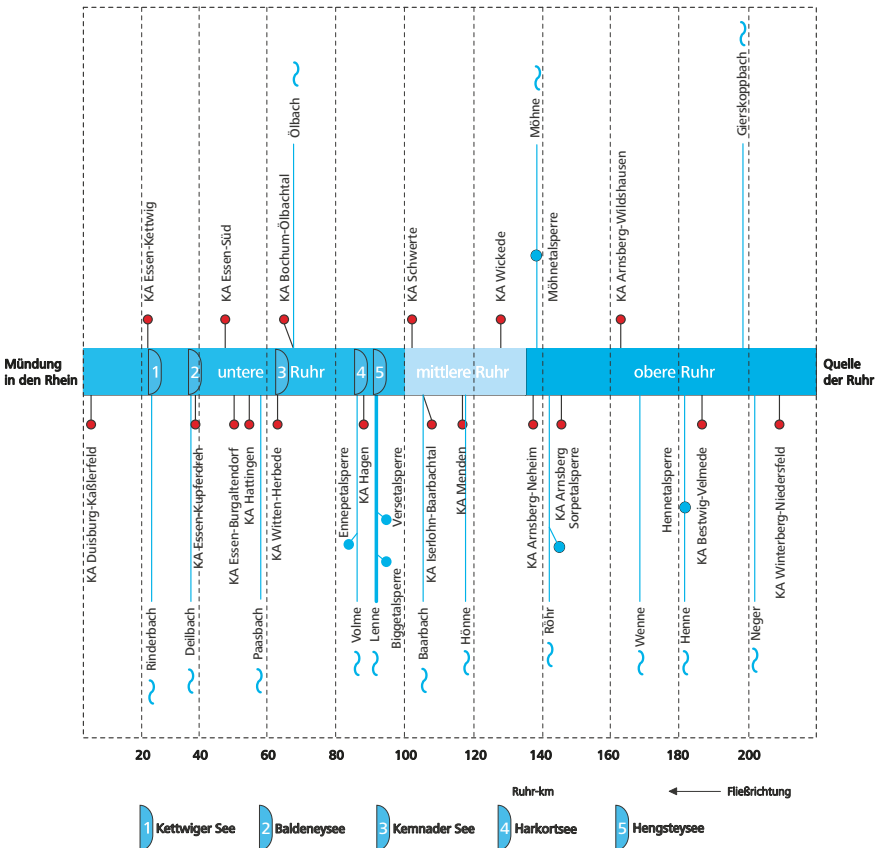 Gierskoppbach
Ölbach
Möhne
KA Essen-Kettwig
KA Essen-Süd
KA Bochum-Ölbachtal
KA Schwerte
KA Wickede
Möhnetalsperre
KA Arnsberg-Wildshausen
Mündung
in den Rhein
1
2
untere
3
Ruhr
4
5
mittlere Ruhr
obere Ruhr
Quelle
der Ruhr
KA Duisburg-Kaßlerfeld
Rinderbach
Deilbach
KA Essen-Kupferdreh
KA Essen-Burgaltendorf
KA Hattingen
Paasbach
KA Witten-Herbede
Ennepetalsperre
Volme
KA Hagen
Lenne
Versetalsperre
Biggetalsperre
Baarbach
KA Iserlohn-Baarbachtal
KA Menden
Hönne
KA Arnsberg-Neheim
Röhr
KA Arnsberg
Sorpetalsperre
Wenne
Hennetalsperre
Henne
KA Bestwig-Velmede
Neger
KA Winterberg-Niedersfeld
20 40 60 80 100 120 140 160 180 200
Ruhr-km
Fließrichtung
1 Kettwiger See
2 Baldeneysee
3 Kemnader See
4 Harkortsee
5 Hengsteysee